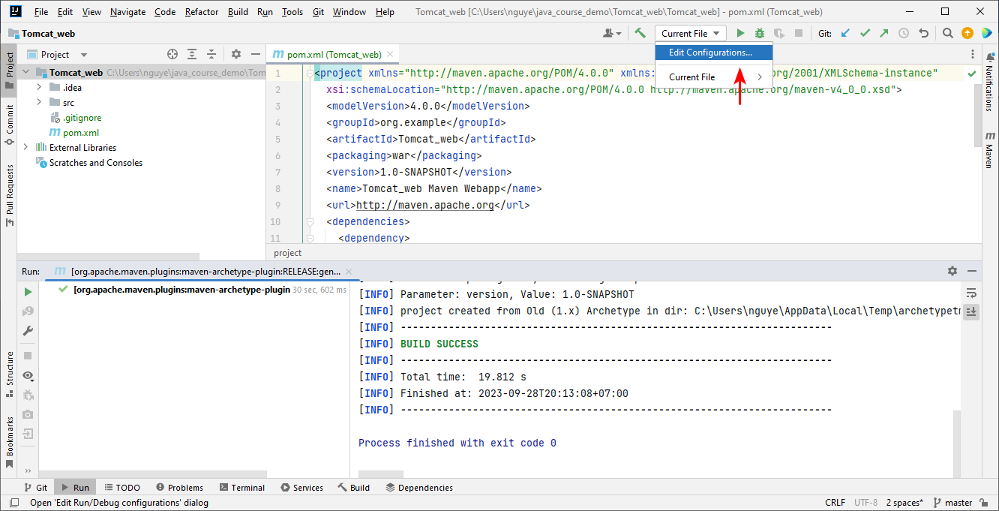 File Edit View Navigate Code Refactor Build Run Tools Git Window Help Tomcat_web [C:\Users\nguye\java_course_demo\Tomcat_web\Tomcat_web] - pom.xml (Tomcat_web)
Tomcat_web Current File Git:
Project
pom.xml (Tomcat_web)
Edit Configurations...
Current File
Tomcat_web C:\Users\nguye\java_course_demo\Tom
.idea
src
.gitignore
pom.xml
External Libraries
Scratches and Consoles
1 <project xmlns="http://maven.apache.org/POM/4.0.0" xmlns: org/2001/XMLSchema-instance"
2 xsi:schemaLocation="http://maven.apache.org/POM/4.0.0 http://maven.apache.org/maven-v4_0_0.xsd">
3 <modelVersion>4.0.0</modelVersion>
4 <groupId>org.example</groupId>
5 <artifactId>Tomcat_web</artifactId>
6 <packaging>war</packaging>
7 <version>1.0-SNAPSHOT</version>
8 <name>Tomcat_web Maven Webapp</name>
9 <url>http://maven.apache.org</url>
10 <dependencies>
11 <dependency>
project
Project
Commit
Pull Requests
Structure
Bookmarks
Notifications
m Maven
Run: [org.apache.maven.plugins:maven-archetype-plugin:RELEASE:gen...
[org.apache.maven.plugins:maven-archetype-plugin 30 sec, 602 ms
[INFO] Parameter: version, Value: 1.0-SNAPSHOT
[INFO] project created from Old (1.x) Archetype in dir: C:\Users\nguye\AppData\Local\Temp\archetypetm
[INFO] ------------------------------------------------------------------------
[INFO] BUILD SUCCESS
[INFO] ------------------------------------------------------------------------
[INFO] Total time:  19.812 s
[INFO] Finished at: 2023-09-28T20:13:08+07:00
[INFO] ------------------------------------------------------------------------
Process finished with exit code 0
Git Run TODO Problems Terminal Services Build Dependencies
Open 'Edit Run/Debug configurations' dialog CRLF UTF-8 2 spaces* master